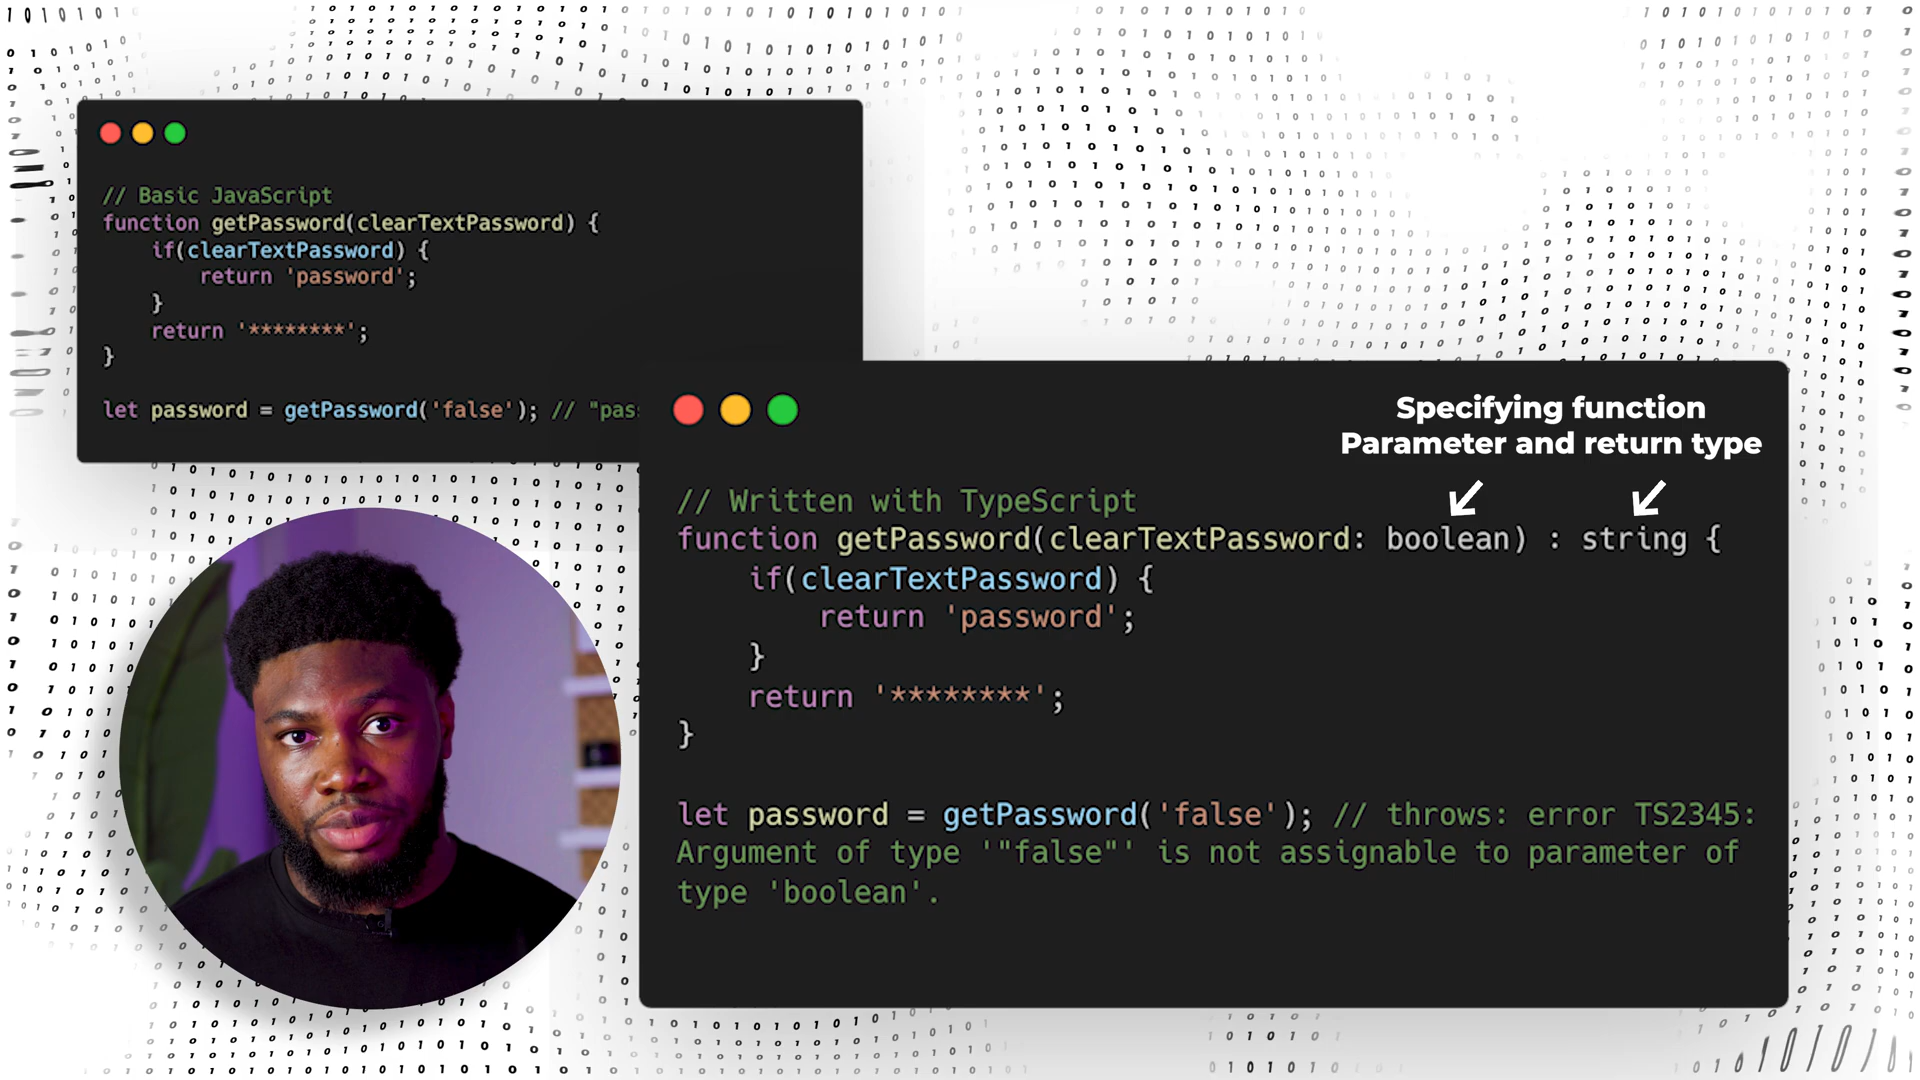 // Basic JavaScript
function getPassword(clearTextPassword) {
if(clearTextPassword) {
return 'password';
}
return '********';
}
let password = getPassword('false'); // "pas
Specifying function
Parameter and return type
// Written with TypeScript
function getPassword(clearTextPassword: boolean) : string {
if(clearTextPassword) {
return 'password';
}
return '********';
}
let password = getPassword('false'); // throws: error TS2345:
Argument of type '"false"' is not assignable to parameter of
type 'boolean'.